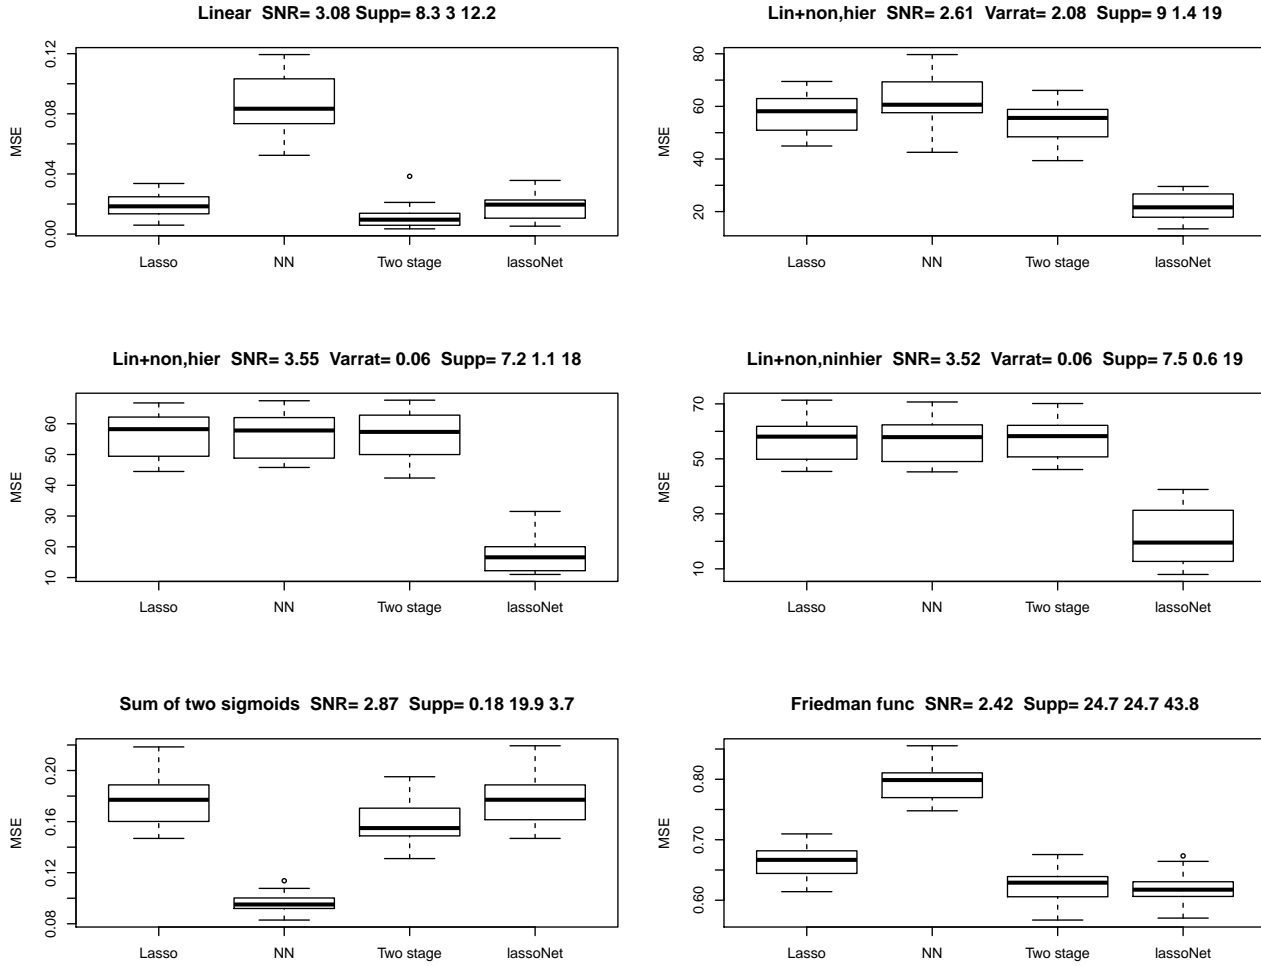 Linear SNR= 3.08 Supp= 8.3 3 12.2
MSE
0.00 0.04 0.08 0.12
Lasso NN Two stage lassoNet
Lin+non,hier SNR= 2.61 Varrat= 2.08 Supp= 9 1.4 19
MSE
20 40 60 80
Lasso NN Two stage lassoNet
Lin+non,hier SNR= 3.55 Varrat= 0.06 Supp= 7.2 1.1 18
MSE
10 20 30 40 50 60
Lasso NN Two stage lassoNet
Lin+non,ninhier SNR= 3.52 Varrat= 0.06 Supp= 7.5 0.6 19
MSE
10 30 50 70
Lasso NN Two stage lassoNet
Sum of two sigmoids SNR= 2.87 Supp= 0.18 19.9 3.7
MSE
0.08 0.12 0.16 0.20
Lasso NN Two stage lassoNet
Friedman func SNR= 2.42 Supp= 24.7 24.7 43.8
MSE
0.60 0.70 0.80
Lasso NN Two stage lassoNet